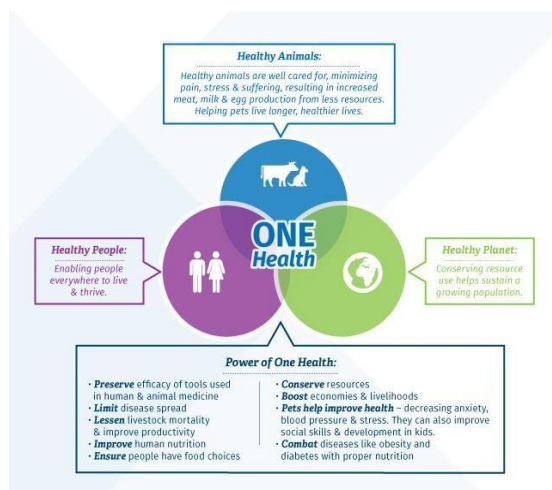 Healthy Animals:
Healthy animals are well cared for, minimizing
pain, stress & suffering, resulting in increased
meat, milk & egg production from less resources.
Helping pets live longer, healthier lives.
ONE
Health
Healthy People:
Enabling people
everywhere to live
& thrive.
Healthy Planet:
Conserving resource
use helps sustain a
growing population.
Power of One Health:
· Preserve efficacy of tools used
in human & animal medicine
· Limit disease spread
· Lessen livestock mortality
& improve productivity
· Improve human nutrition
· Ensure people have food choices
· Conserve resources
· Boost economies & livelihoods
· Pets help improve health – decreasing anxiety,
blood pressure & stress. They can also improve
social skills & development in kids.
· Combat diseases like obesity and
diabetes with proper nutrition